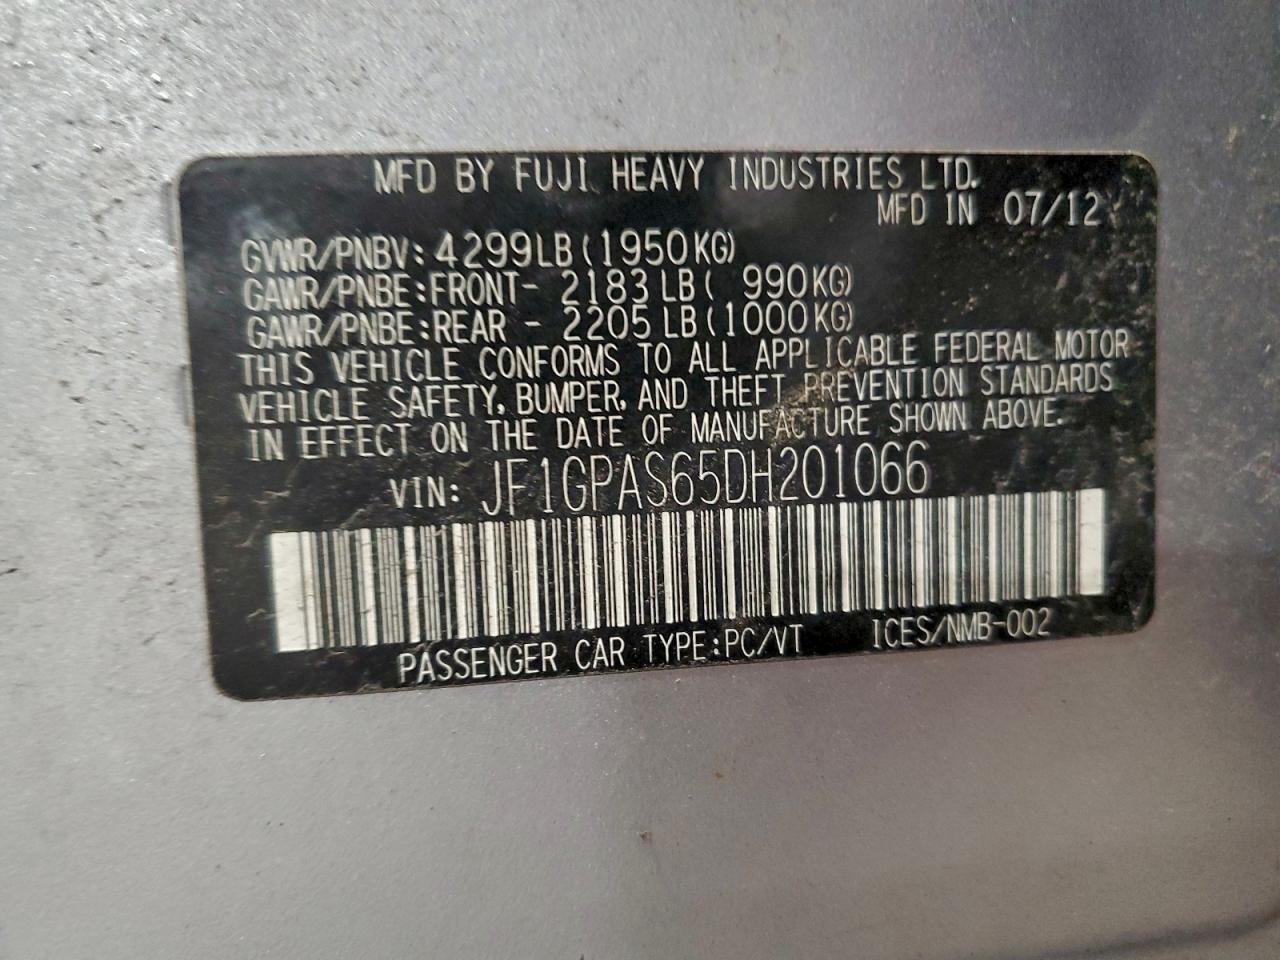 MFD BY FUJI HEAVY INDUSTRIES LTD.
MFD IN 07/12
GVWR/PNBV: 4299LB(1950KG)
GAWR/PNBE:FRONT- 2183LB( 990KG)
GAWR/PNBE:REAR - 2205LB(1000KG)
THIS VEHICLE CONFORMS TO ALL APPLICABLE FEDERAL MOTOR
VEHICLE SAFETY, BUMPER, AND THEFT PREVENTION STANDARDS
IN EFFECT ON THE DATE OF MANUFACTURE SHOWN ABOVE.
VIN: JF1GPAS65DH201066
PASSENGER CAR TYPE:PC/VT ICES/NMB-002